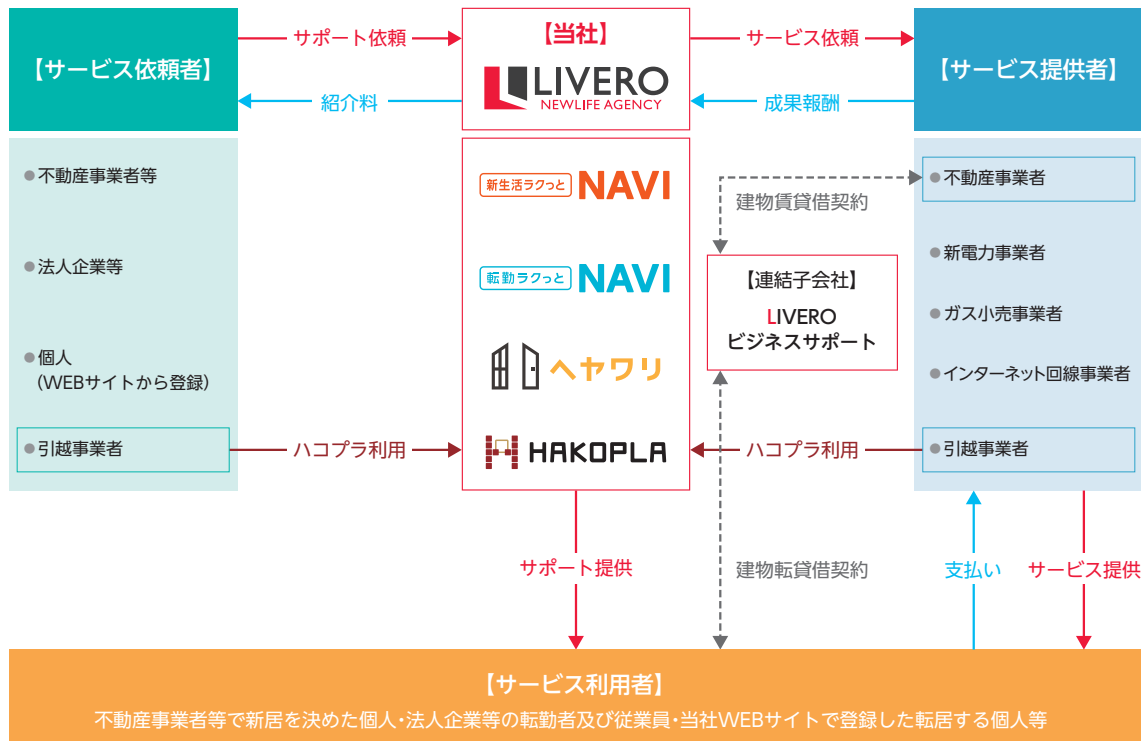 【サービス依頼者】
サポート依頼
紹介料
【当社】
LIVERO
NEWLIFE AGENCY
サービス依頼
成果報酬
【サービス提供者】
●不動産事業者等
●法人企業等
●個人
(WEBサイトから登録)
●引越事業者
ハコプラ利用
新生活ラクっと NAVI
転勤ラクっと NAVI
ヘヤワリ
HAKOPLA
建物賃貸借契約
【連結子会社】
LIVERO
ビジネスサポート
ハコプラ利用
●不動産事業者
●新電力事業者
●ガス小売事業者
●インターネット回線事業者
●引越事業者
サポート提供
建物転貸借契約
支払い
サービス提供
【サービス利用者】
不動産事業者等で新居を決めた個人・法人企業等の転勤者及び従業員・当社WEBサイトで登録した転居する個人等